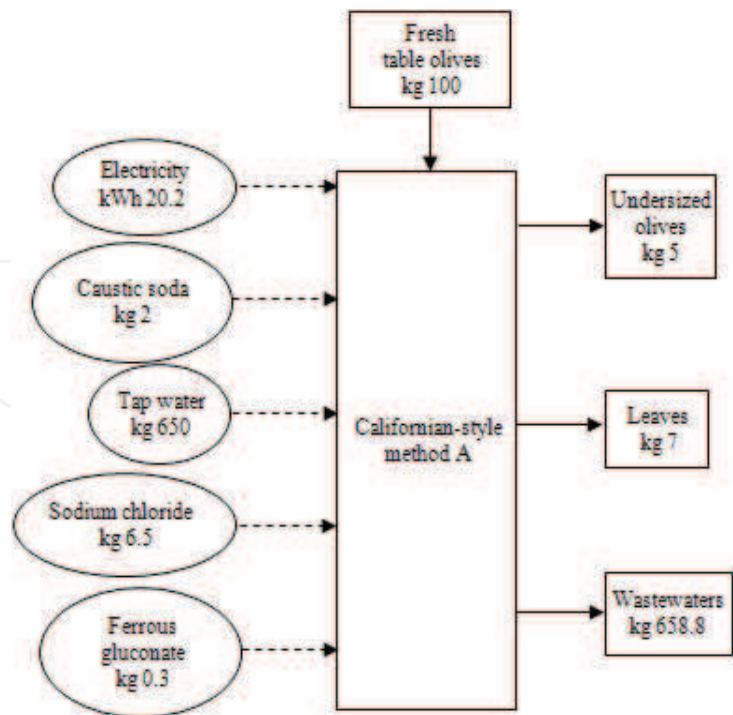 Fresh
table olives
kg 100
Electricity
kWh 20.2
Caustic soda
kg 2
Tap water
kg 650
Sodium chloride
kg 6.5
Ferrous
gluconate
kg 0.3
Californian-style
method A
Undersized
olives
kg 5
Leaves
kg 7
Wastewaters
kg 658.8